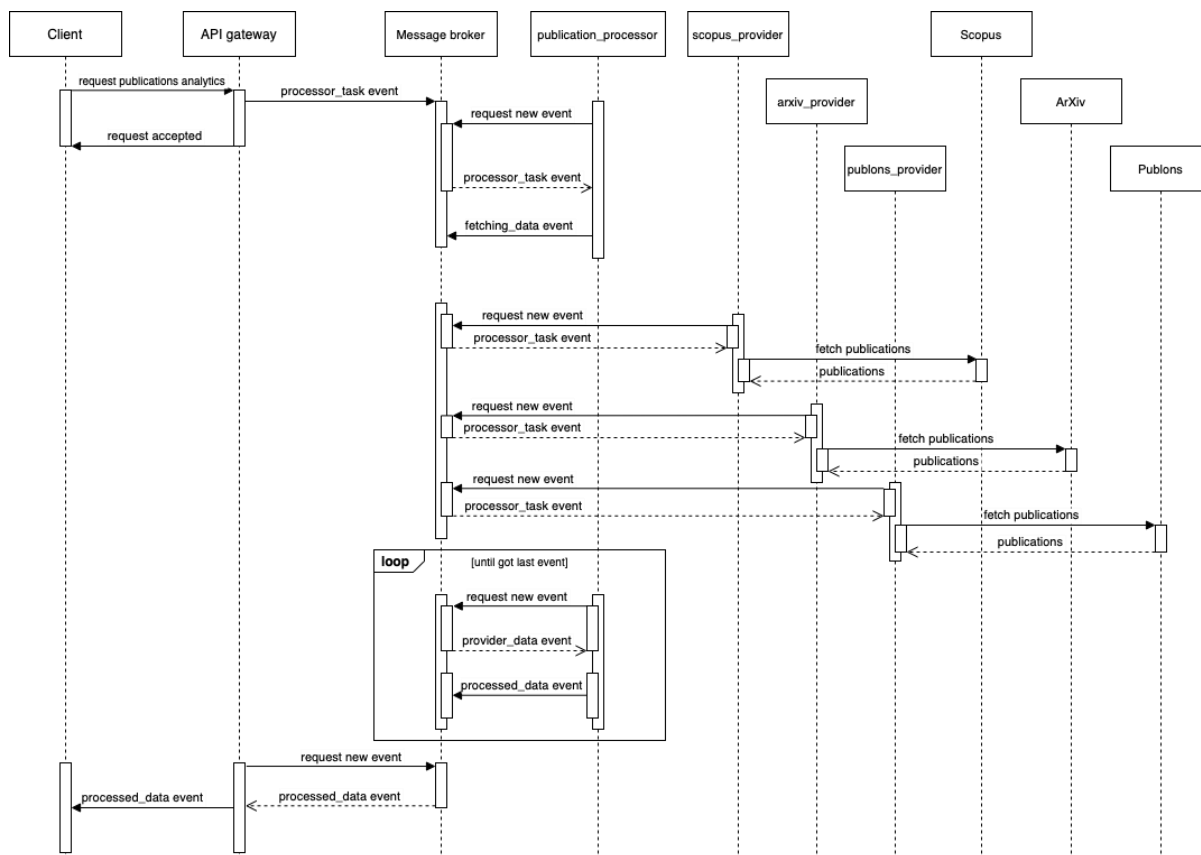 Client
API gateway
Message broker
publication_processor
scopus_provider
Scopus
arxiv_provider
ArXiv
publons_provider
Publons
request publications analytics
processor_task event
request new event
request accepted
processor_task event
fetching_data event
request new event
processor_task event
fetch publications
publications
request new event
processor_task event
fetch publications
publications
request new event
processor_task event
fetch publications
publications
loop
[until got last event]
request new event
provider_data event
processed_data event
request new event
processed_data event
processed_data event